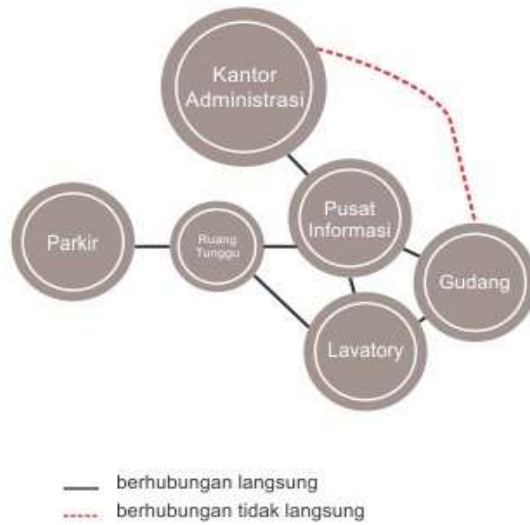 Kantor
Administrasi
Pusat
Informasi
Parkir
Ruang
Tunggu
Gudang
Lavatory
berhubungan langsung
berhubungan tidak langsung